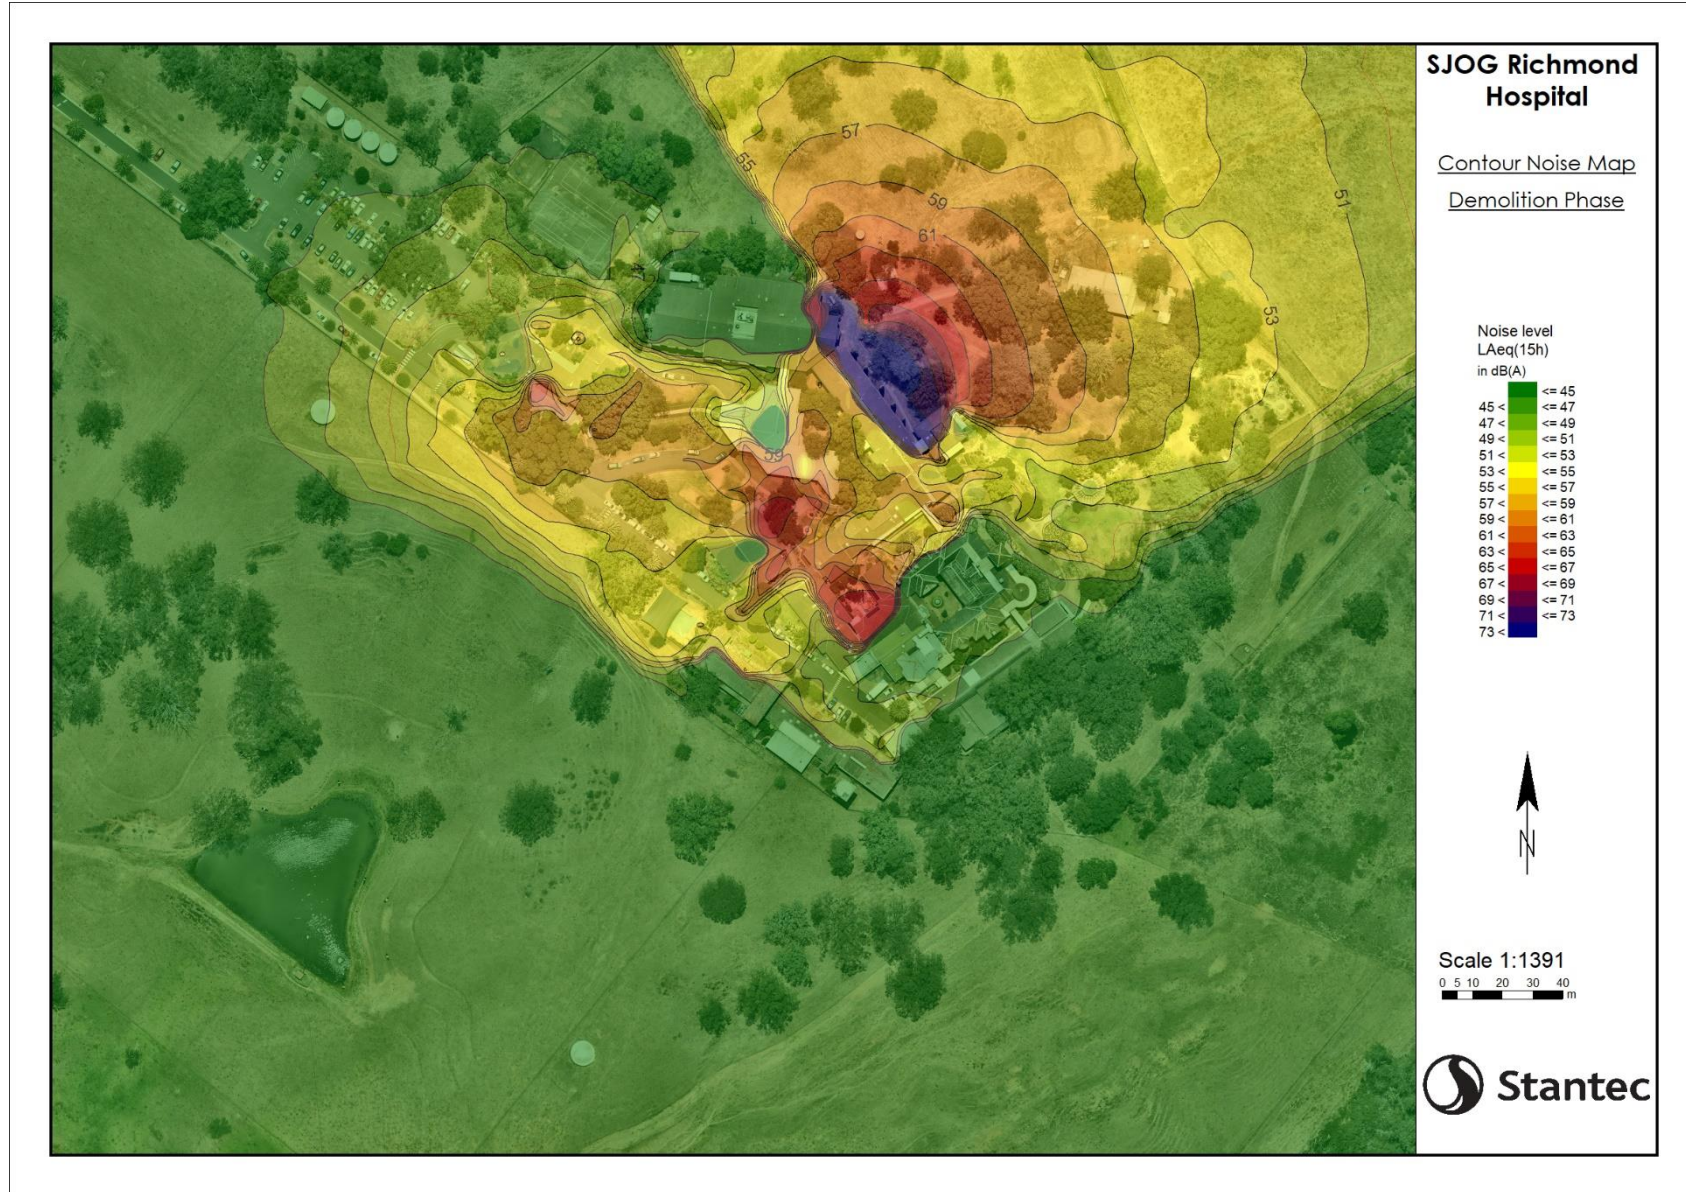 SJOG Richmond
Hospital
Contour Noise Map
Demolition Phase
55
57
59
61
51
53
59
Noise level
LAeq(15h)
in dB(A)
<= 45
45 < <= 47
47 < <= 49
49 < <= 51
51 < <= 53
53 < <= 55
55 < <= 57
57 < <= 59
59 < <= 61
61 < <= 63
63 < <= 65
65 < <= 67
67 < <= 69
69 < <= 71
71 < <= 73
73 <
N
Scale 1:1391
0 5 10 20 30 40
m
Stantec